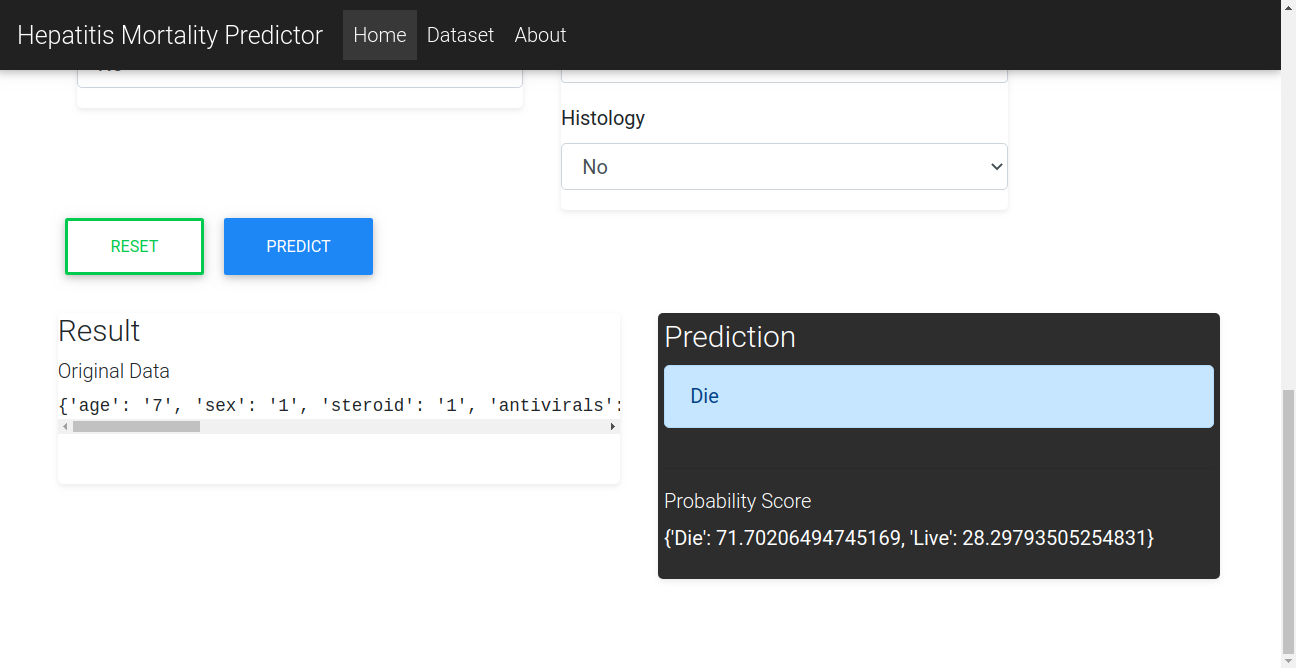 Hepatitis Mortality Predictor Home Dataset About
Histology
No
RESET PREDICT
Result
Original Data
{'age': '7', 'sex': '1', 'steroid': '1', 'antivirals':
Prediction
Die
Probability Score
{'Die': 71.70206494745169, 'Live': 28.29793505254831}